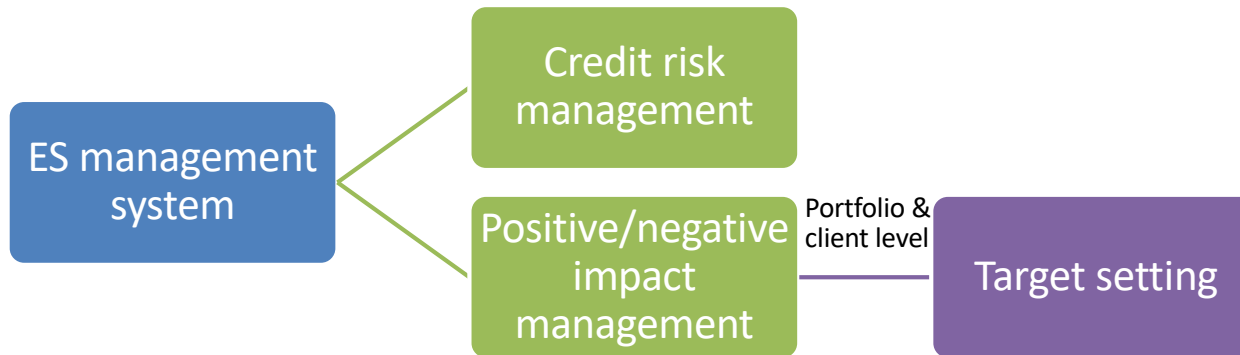 Credit risk
management
ES management
system
Positive/negative
impact
management
Portfolio &
client level
Target setting